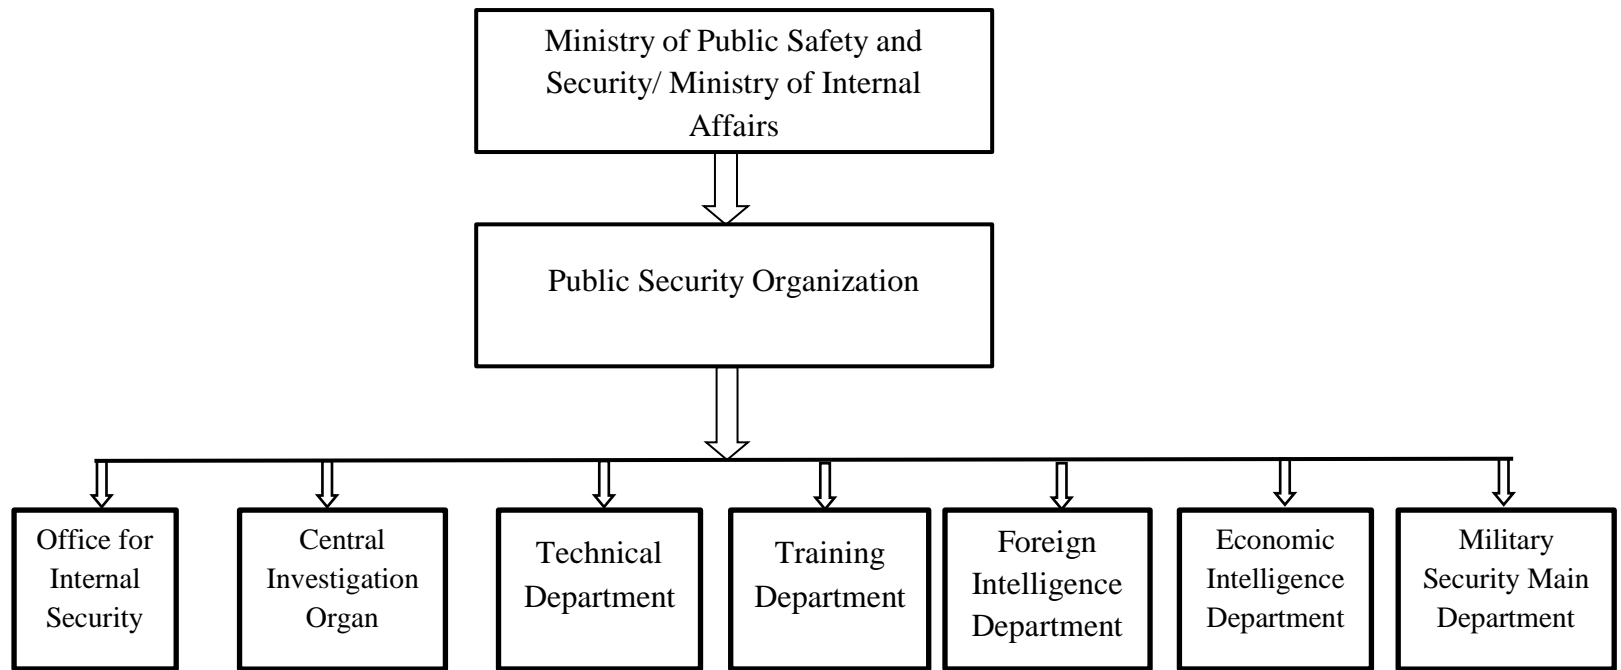 Ministry of Public Safety and
Security/ Ministry of Internal
Affairs
Public Security Organization
Office for
Internal
Security
Central
Investigation
Organ
Technical
Department
Training
Department
Foreign
Intelligence
Department
Economic
Intelligence
Department
Military
Security Main
Department